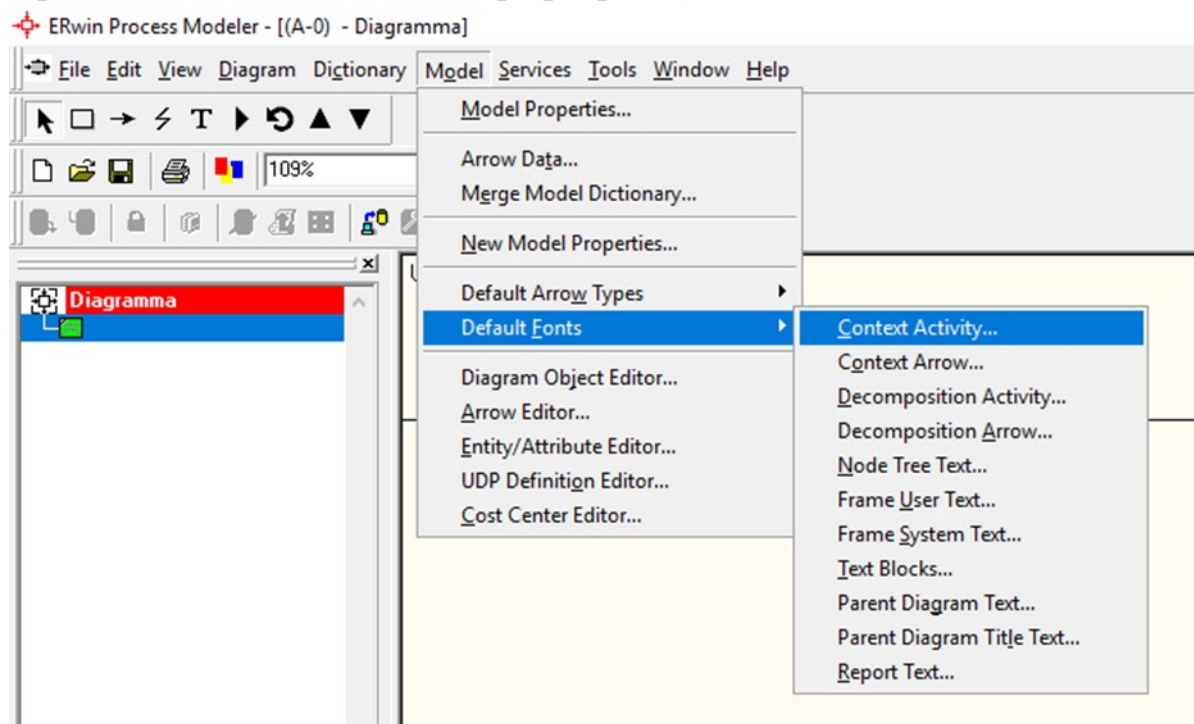 ERwin Process Modeler - [(A-0) - Diagramma]
File Edit View Diagram Dictionary Model Services Tools Window Help
Model Properties...
109%
Arrow Data...
Merge Model Dictionary...
New Model Properties...
Diagramma
Default Arrow Types
Default Fonts
Context Activity...
Context Arrow...
Diagram Object Editor...
Decomposition Activity...
Arrow Editor...
Decomposition Arrow...
Entity/Attribute Editor...
Node Tree Text...
UDP Definition Editor...
Frame User Text...
Cost Center Editor...
Frame System Text...
Text Blocks...
Parent Diagram Text...
Parent Diagram Title Text...
Report Text...